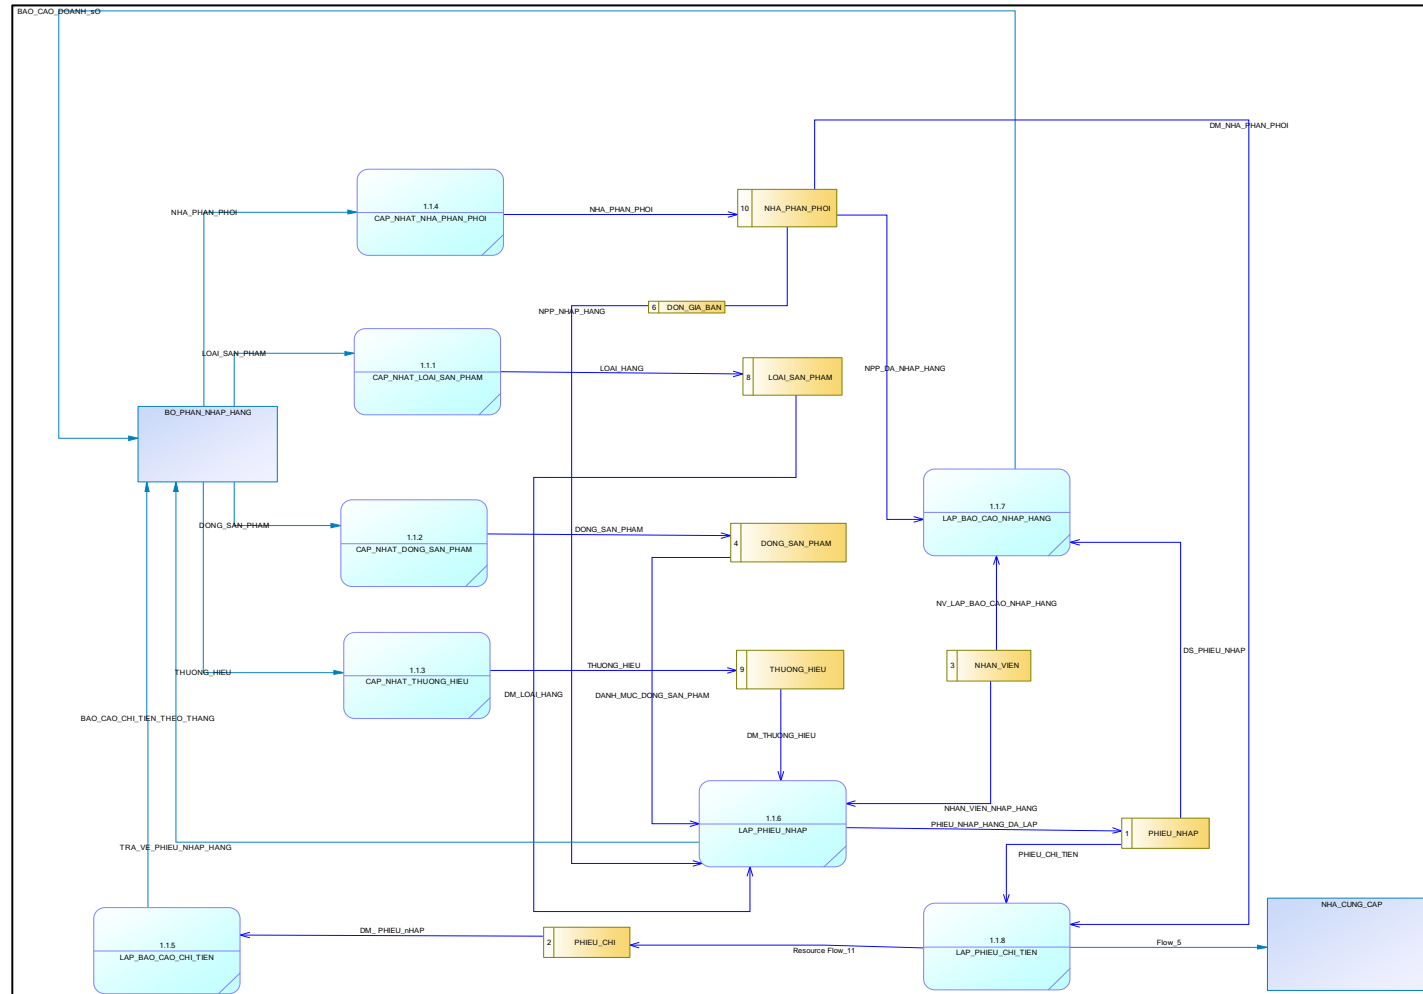 BAO_CAO_DOANH_sO
DM_NHA_PHAN_PHOI
NHA_PHAN_PHOI
1.1.4
CAP_NHAT_NHA_PHAN_PHOI
NHA_PHAN_PHOI
10
NHA_PHAN_PHOI
NPP_NHAP_HANG
6
DON_GIA_BAN
LOAI_SAN_PHAM
1.1.1
CAP_NHAT_LOAI_SAN_PHAM
LOAI_HANG
8
LOAI_SAN_PHAM
NPP_DA_NHAP_HANG
BO_PHAN_NHAP_HANG
1.1.7
LAP_BAO_CAO_NHAP_HANG
DONG_SAN_PHAM
1.1.2
CAP_NHAT_DONG_SAN_PHAM
DONG_SAN_PHAM
4
DONG_SAN_PHAM
NV_LAP_BAO_CAO_NHAP_HANG
DS_PHIEU_NHAP
THUONG_HIEU
1.1.3
CAP_NHAT_THUONG_HIEU
THUONG_HIEU
9
THUONG_HIEU
3
NHAN_VIEN
DM_LOAI_HANG
DANH_MUC_DONG_SAN_PHAM
BAO_CAO_CHI_TIEN_THEO_THANG
DM_THUONG_HIEU
NHAN_VIEN_NHAP_HANG
1.1.6
LAP_PHIEU_NHAP
PHIEU_NHAP_HANG_DA_LAP
1
PHIEU_NHAP
TRA_VE_PHIEU_NHAP_HANG
PHIEU_CHI_TIEN
NHA_CUNG_CAP
1.1.5
LAP_BAO_CAO_CHI_TIEN
DM_ PHIEU_nHAP
2
PHIEU_CHI
Resource Flow_11
1.1.8
LAP_PHIEU_CHI_TIEN
Flow_5